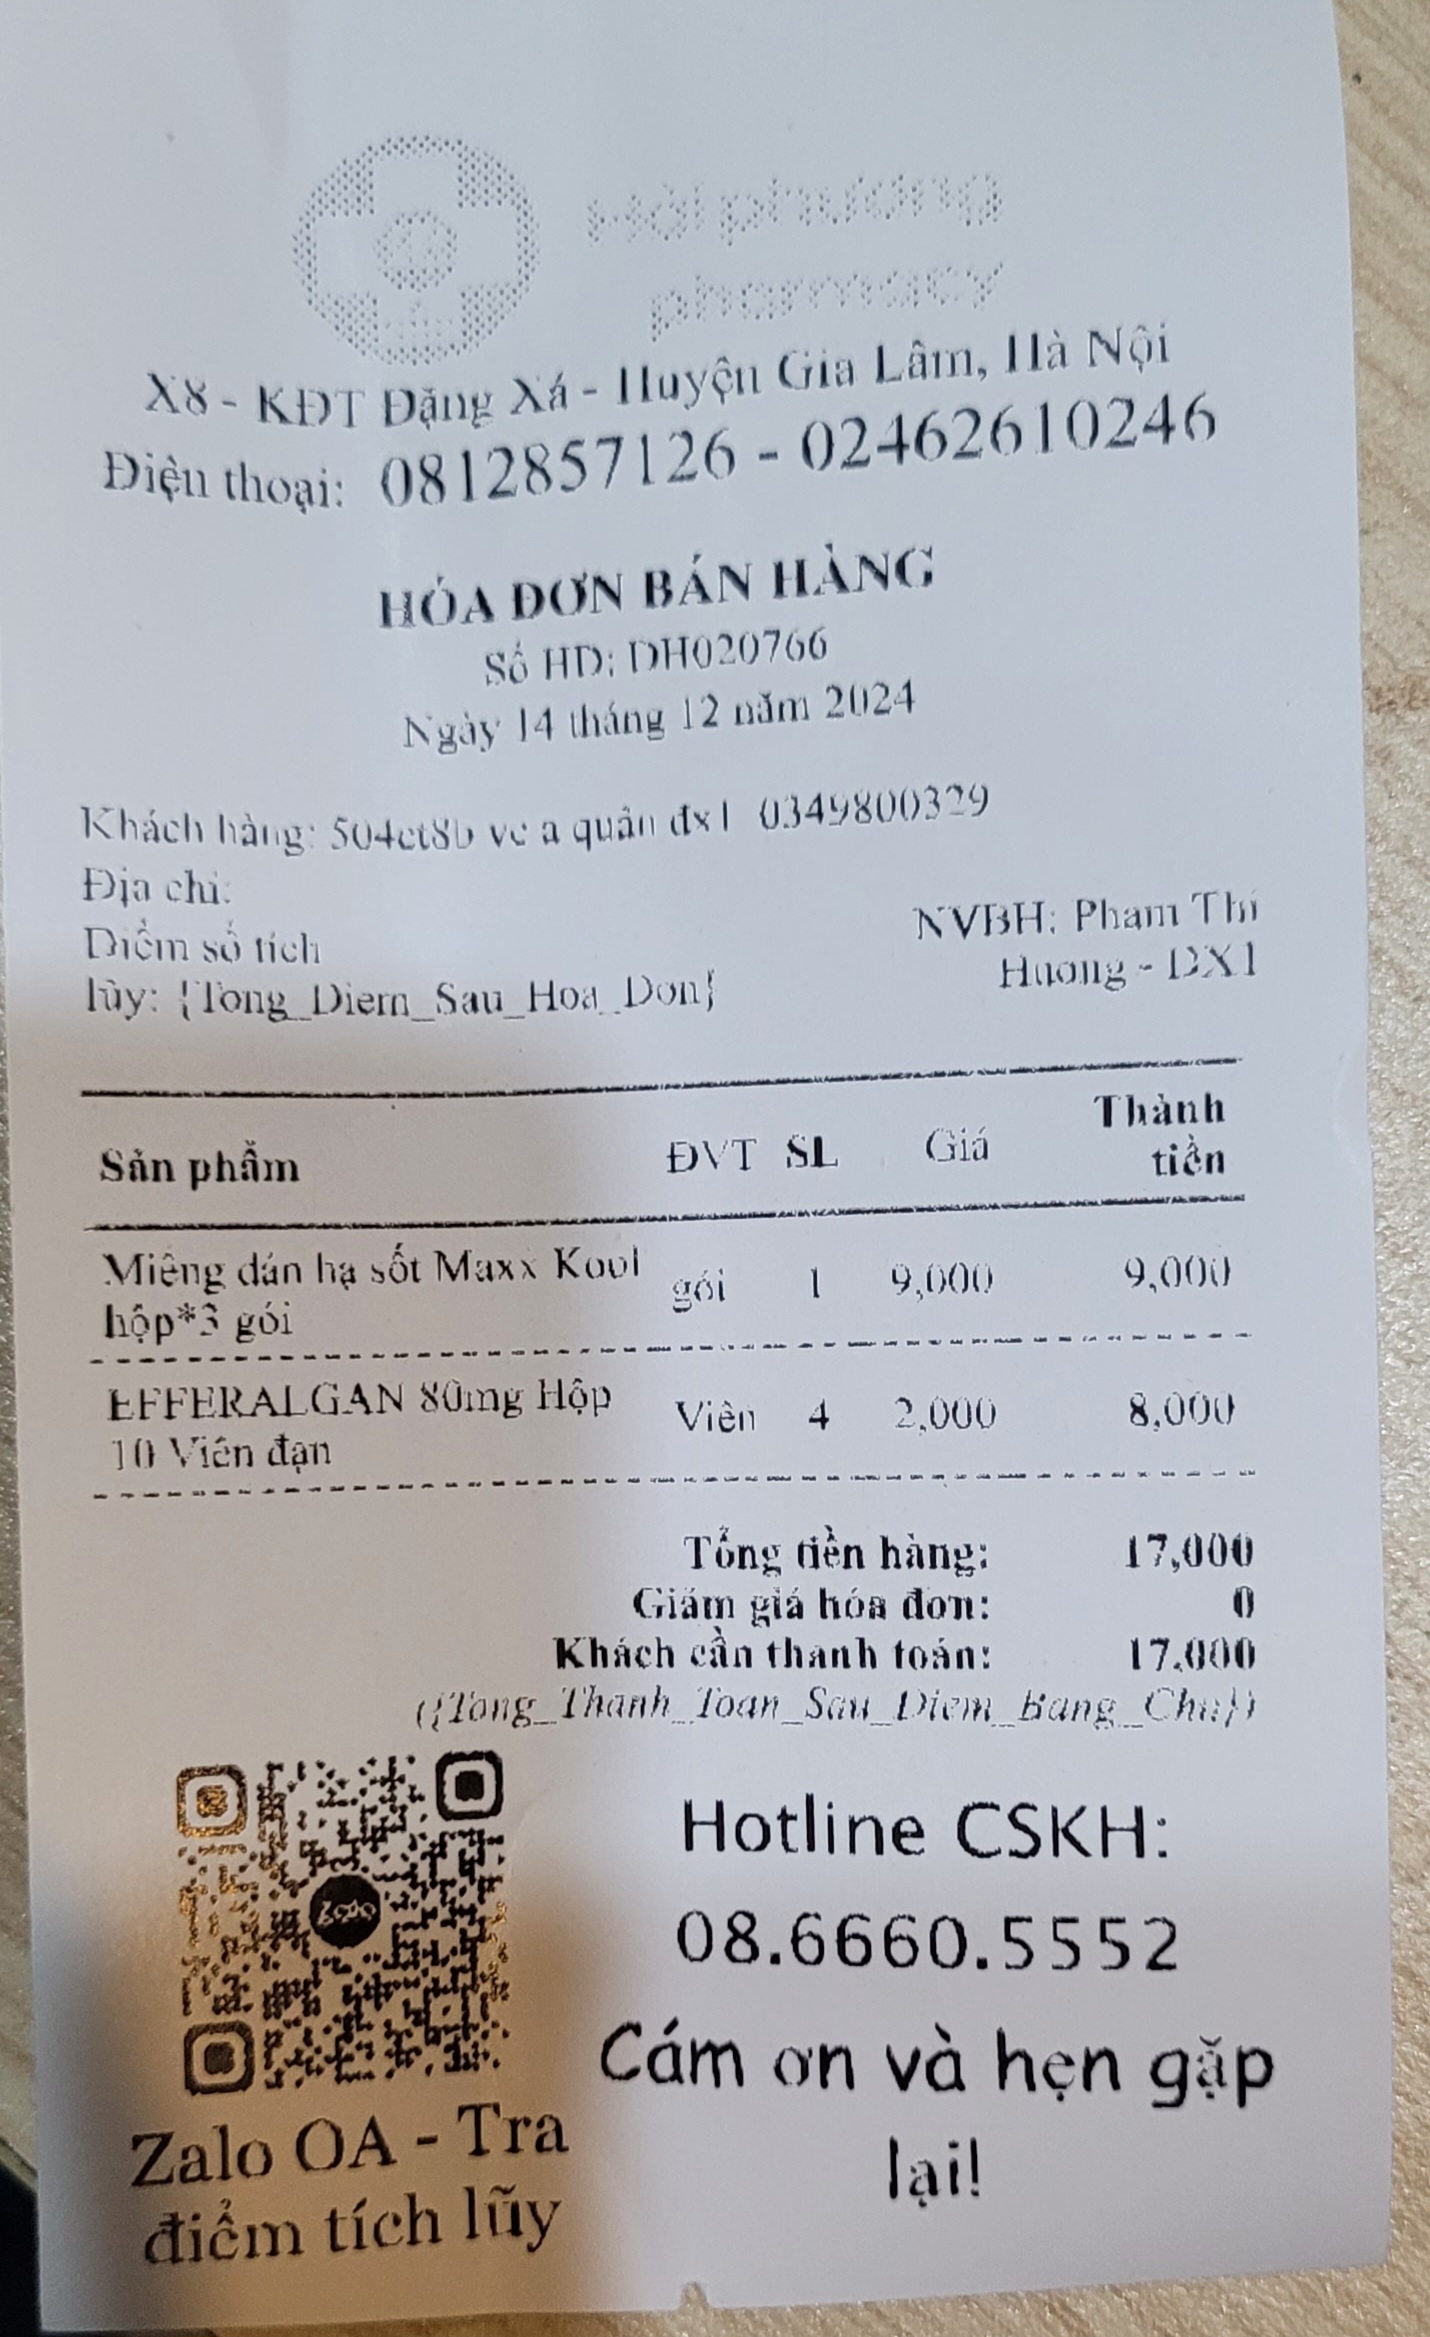 Hải phương
pharmacy
X8 - KĐT Đặng Xá - Huyện Gia Lâm, Hà Nội
Điện thoại: 0812857126 - 02462610246
HÓA ĐƠN BÁN HÀNG
Số HD: DH020766
Ngày 14 tháng 12 năm 2024
Khách hàng: 504ct8b vc a quân đx1 0349800329
Địa chỉ:
NVBH: Pham Thi
Huong - DX1
Điểm số tích
lũy: {Tong_Diem_Sau_Hoa_Don}
Sản phẩm ĐVT SL Giá Thành tiền
Miếng dán hạ sốt Maxx Kool gói 1 9,000 9,000
hộp*3 gói
EFFERALGAN 80mg Hộp Viên 4 2,000 8,000
10 Viên đạn
Tổng tiền hàng: 17,000
Giảm giá hóa đơn: 0
Khách cần thanh toán: 17,000
({Tong_Thanh_Toan_Sau_Diem_Bang_Chu})
Hotline CSKH:
08.6660.5552
Cám ơn và hẹn gặp
lại!
Zalo OA - Tra
điểm tích lũy